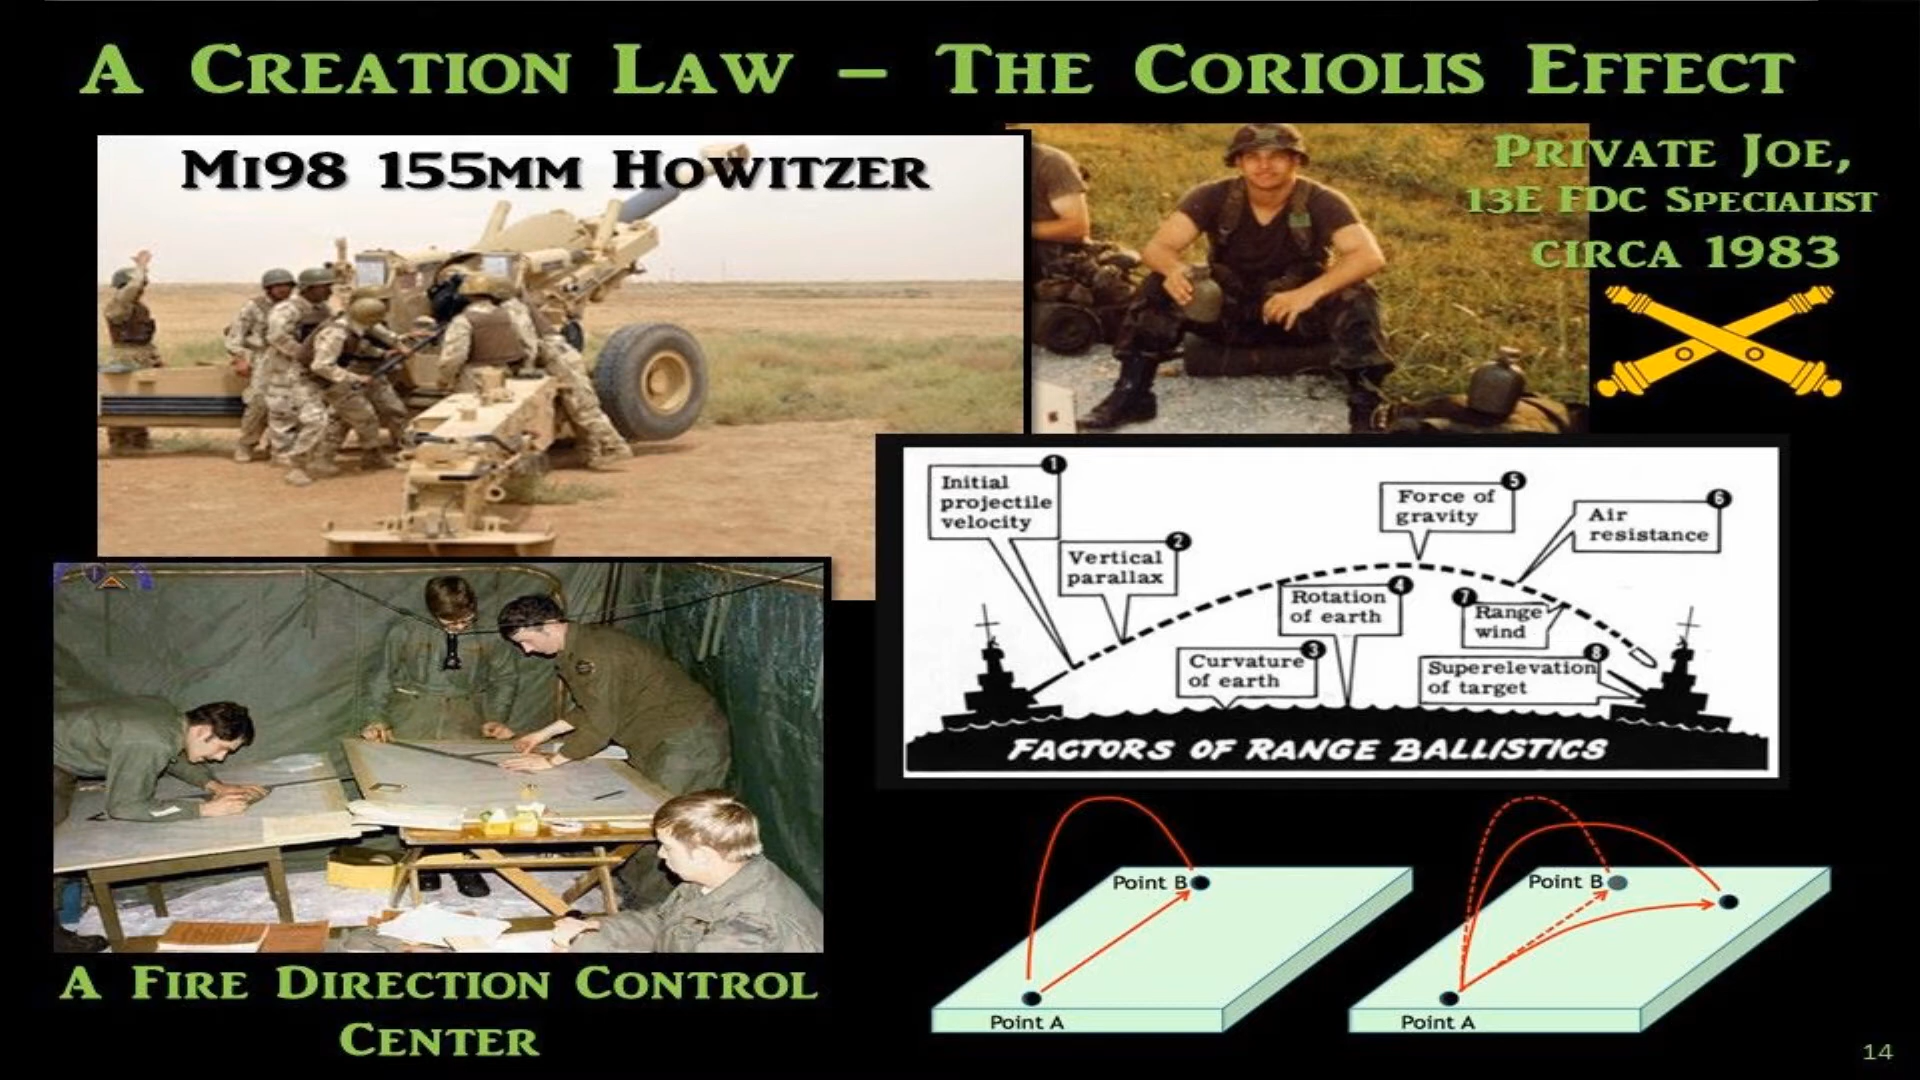 A CREATION LAW – THE CORIOLIS EFFECT
M198 155MM HOWITZER
PRIVATE JOE,
13E FDC SPECIALIST
CIRCA 1983
1
Initial
projectile
velocity
2
Vertical
parallax
5
Force of
gravity
6
Air
resistance
4
Rotation
of earth
7
Range
wind
3
Curvature
of earth
8
Superelevation
of target
FACTORS OF RANGE BALLISTICS
A FIRE DIRECTION CONTROL
CENTER
Point B
Point A
Point B
Point A
14